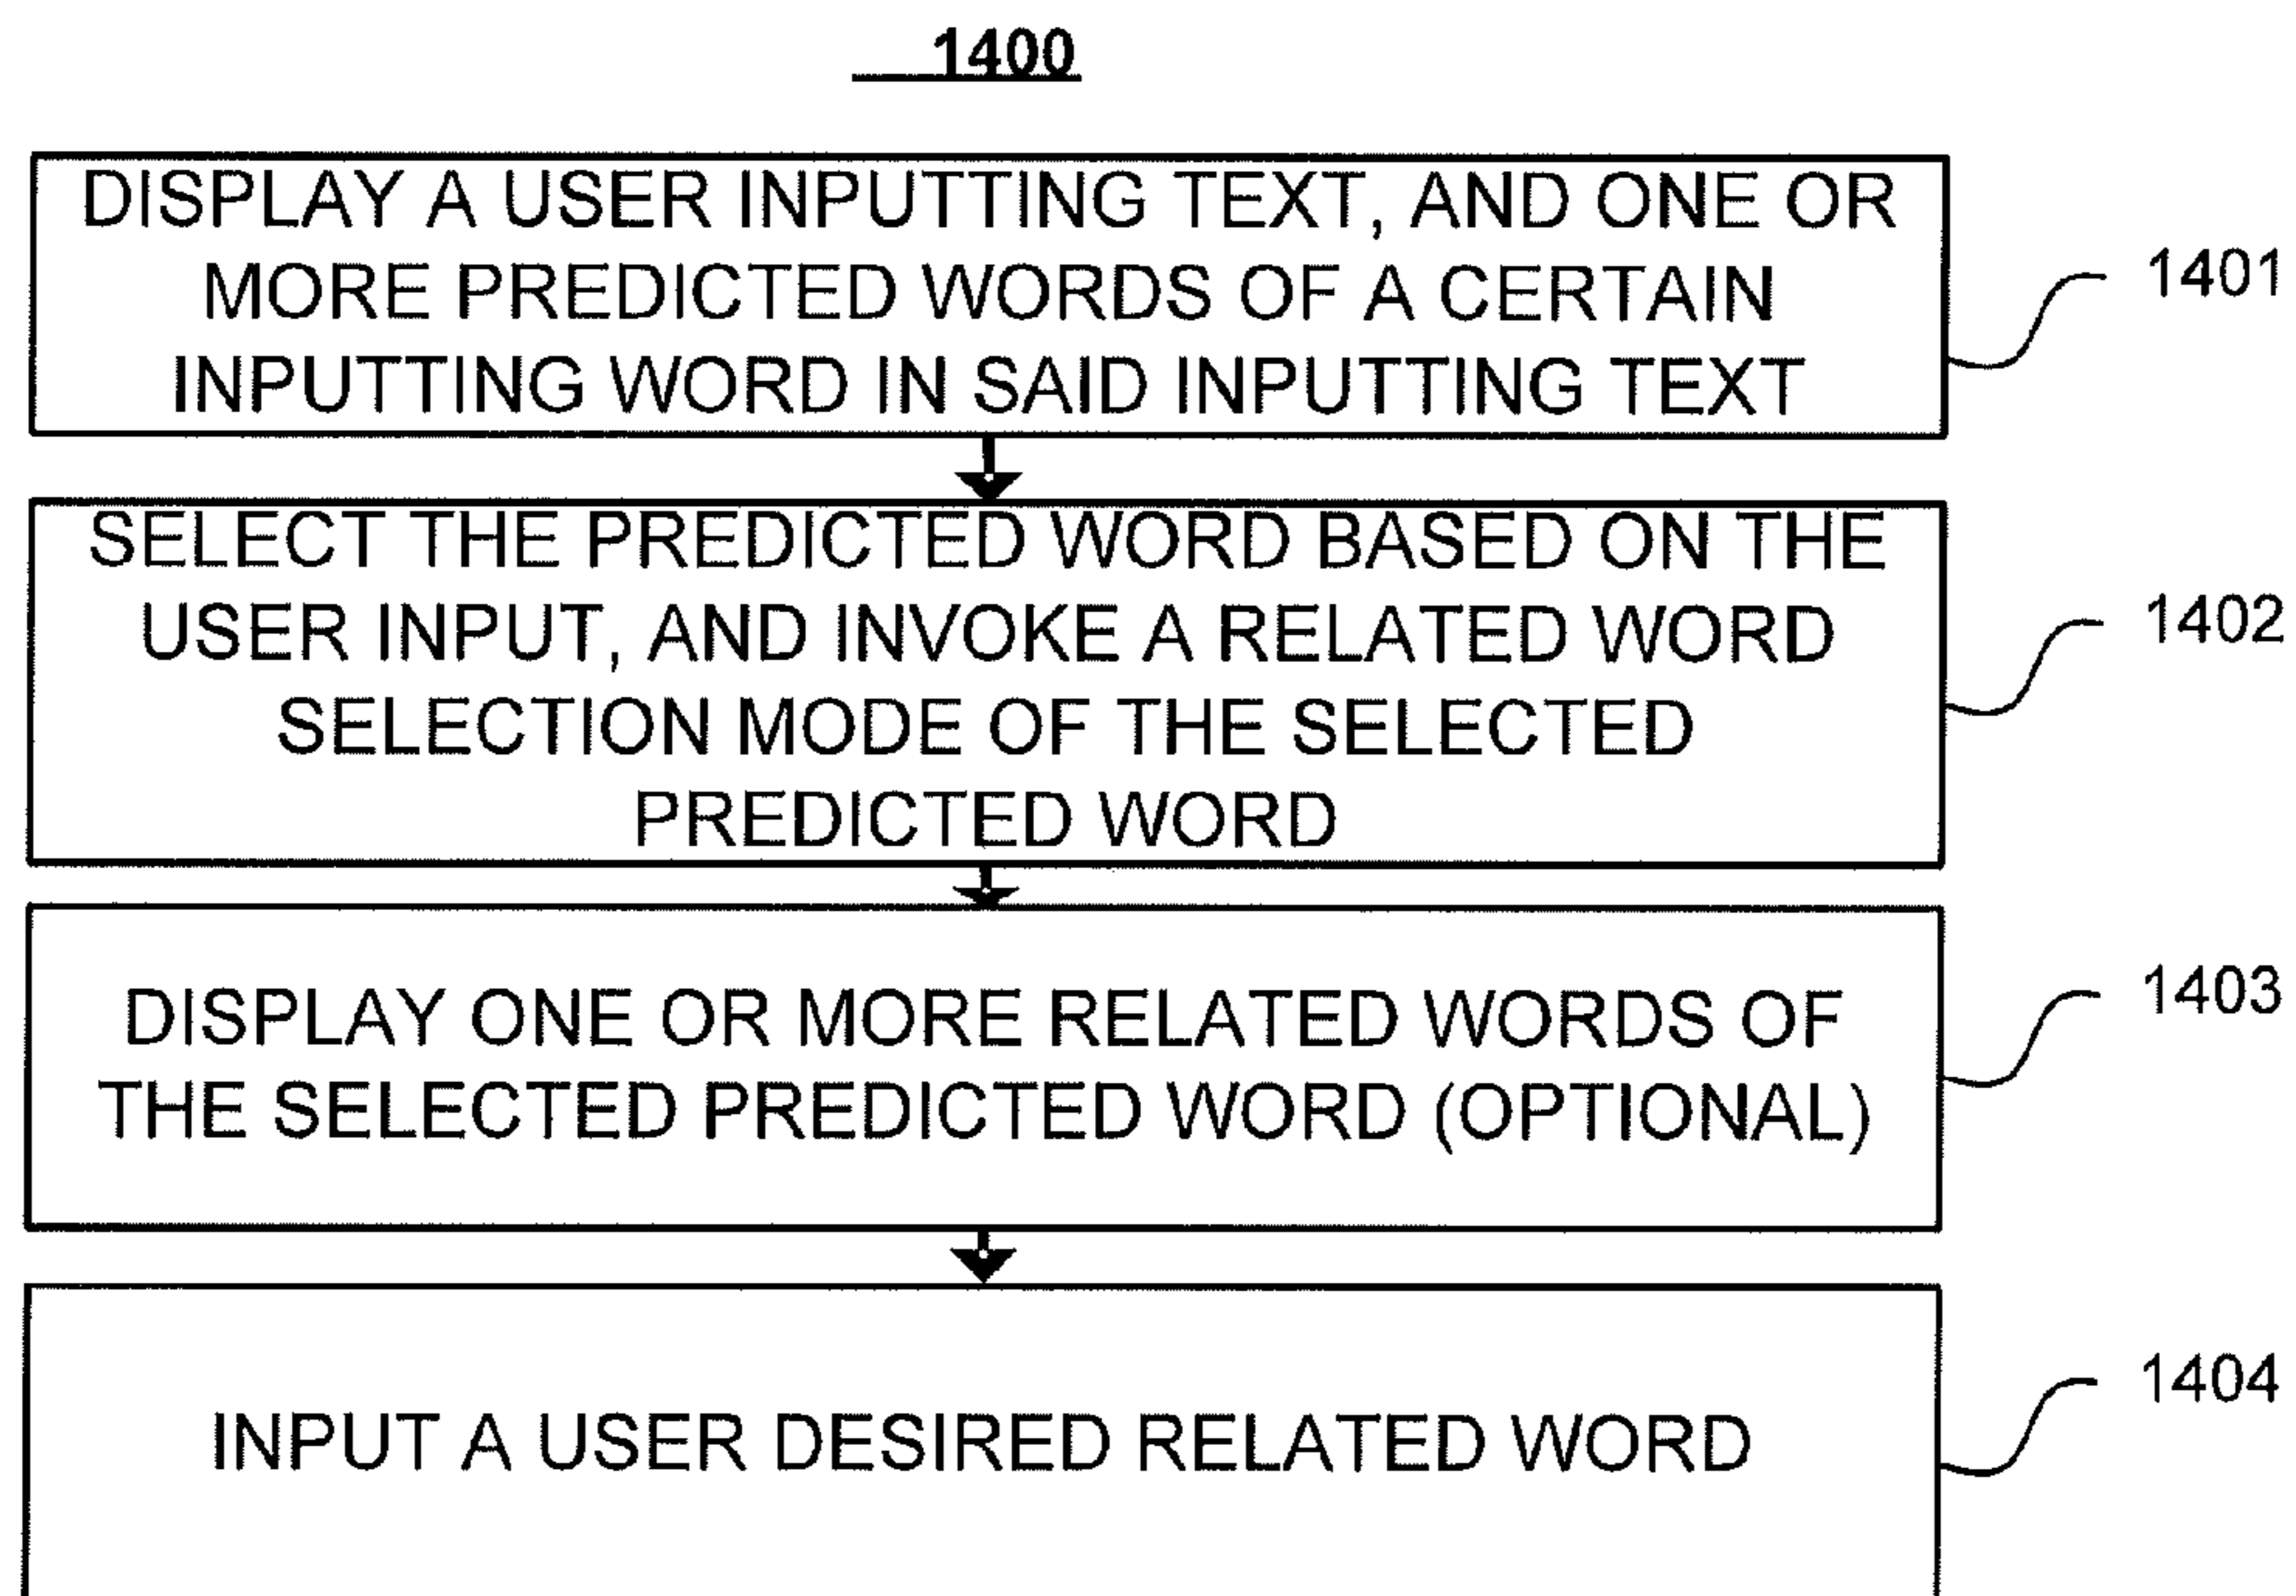 1400
DISPLAY A USER INPUTTING TEXT, AND ONE OR
MORE PREDICTED WORDS OF A CERTAIN
INPUTTING WORD IN SAID INPUTTING TEXT
1401
SELECT THE PREDICTED WORD BASED ON THE
USER INPUT, AND INVOKE A RELATED WORD
SELECTION MODE OF THE SELECTED
PREDICTED WORD
1402
DISPLAY ONE OR MORE RELATED WORDS OF
THE SELECTED PREDICTED WORD (OPTIONAL)
1403
INPUT A USER DESIRED RELATED WORD
1404